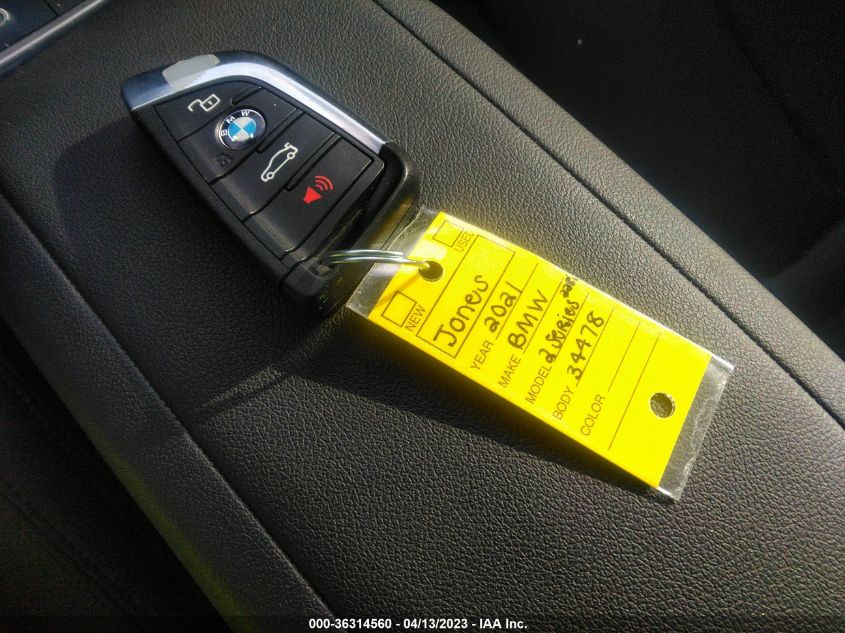 BMW
USED
NEW
Jones
YEAR 2021
MAKE BMW
MODEL 2 Series
BODY 34478
COLOR
000-36314560 - 04/13/2023 - IAA Inc.